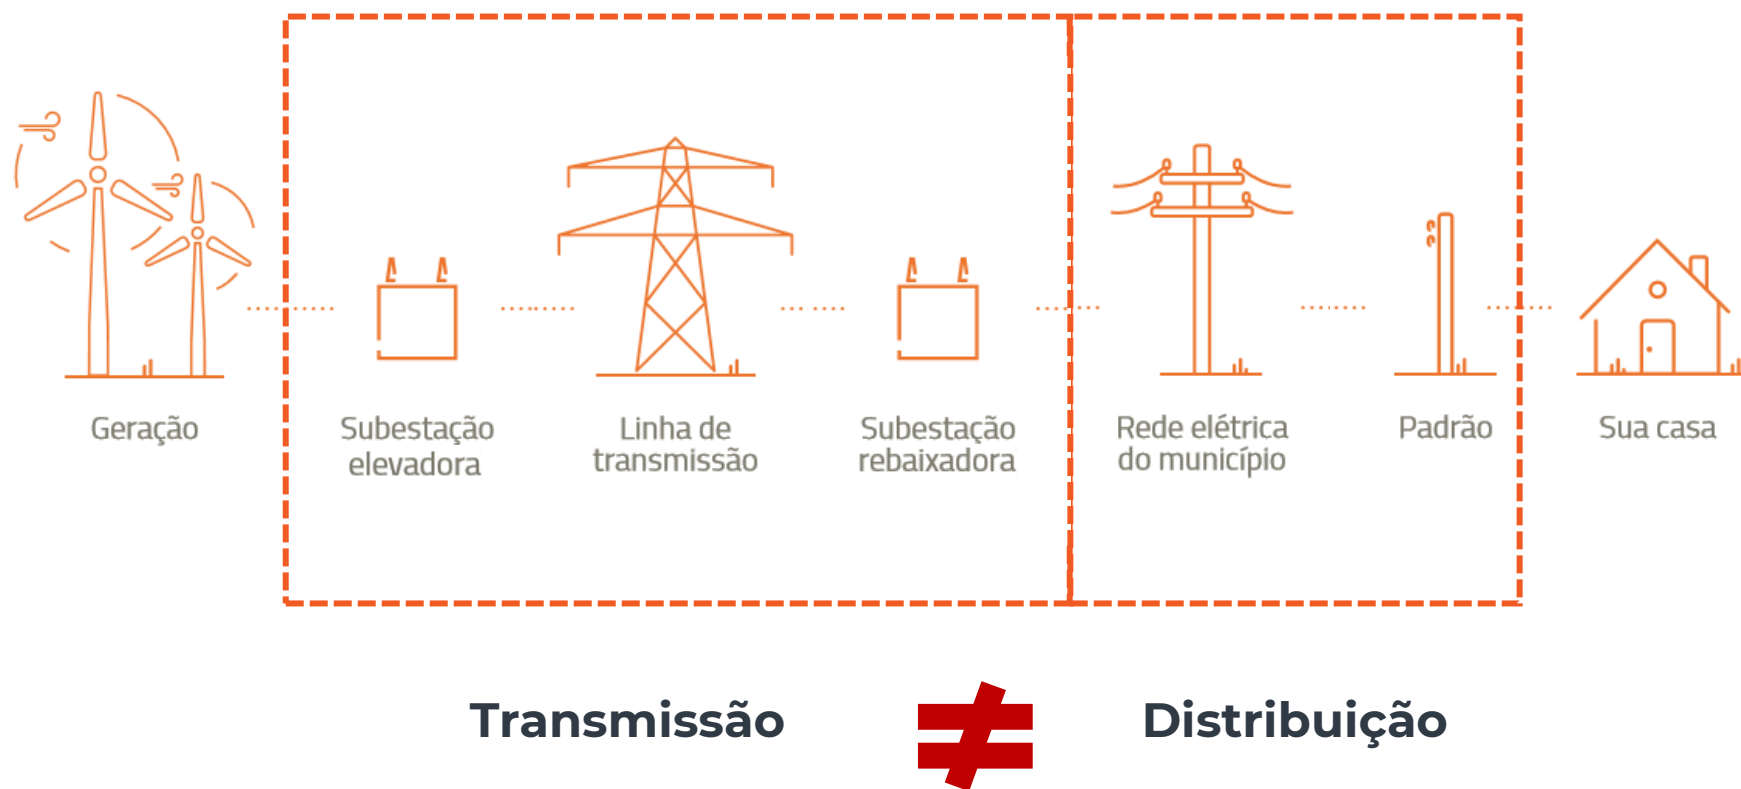 Geração
Subestação
elevadora
Linha de
transmissão
Subestação
rebaixadora
Rede elétrica
do município
Padrão
Sua casa
Transmissão
≠
Distribuição